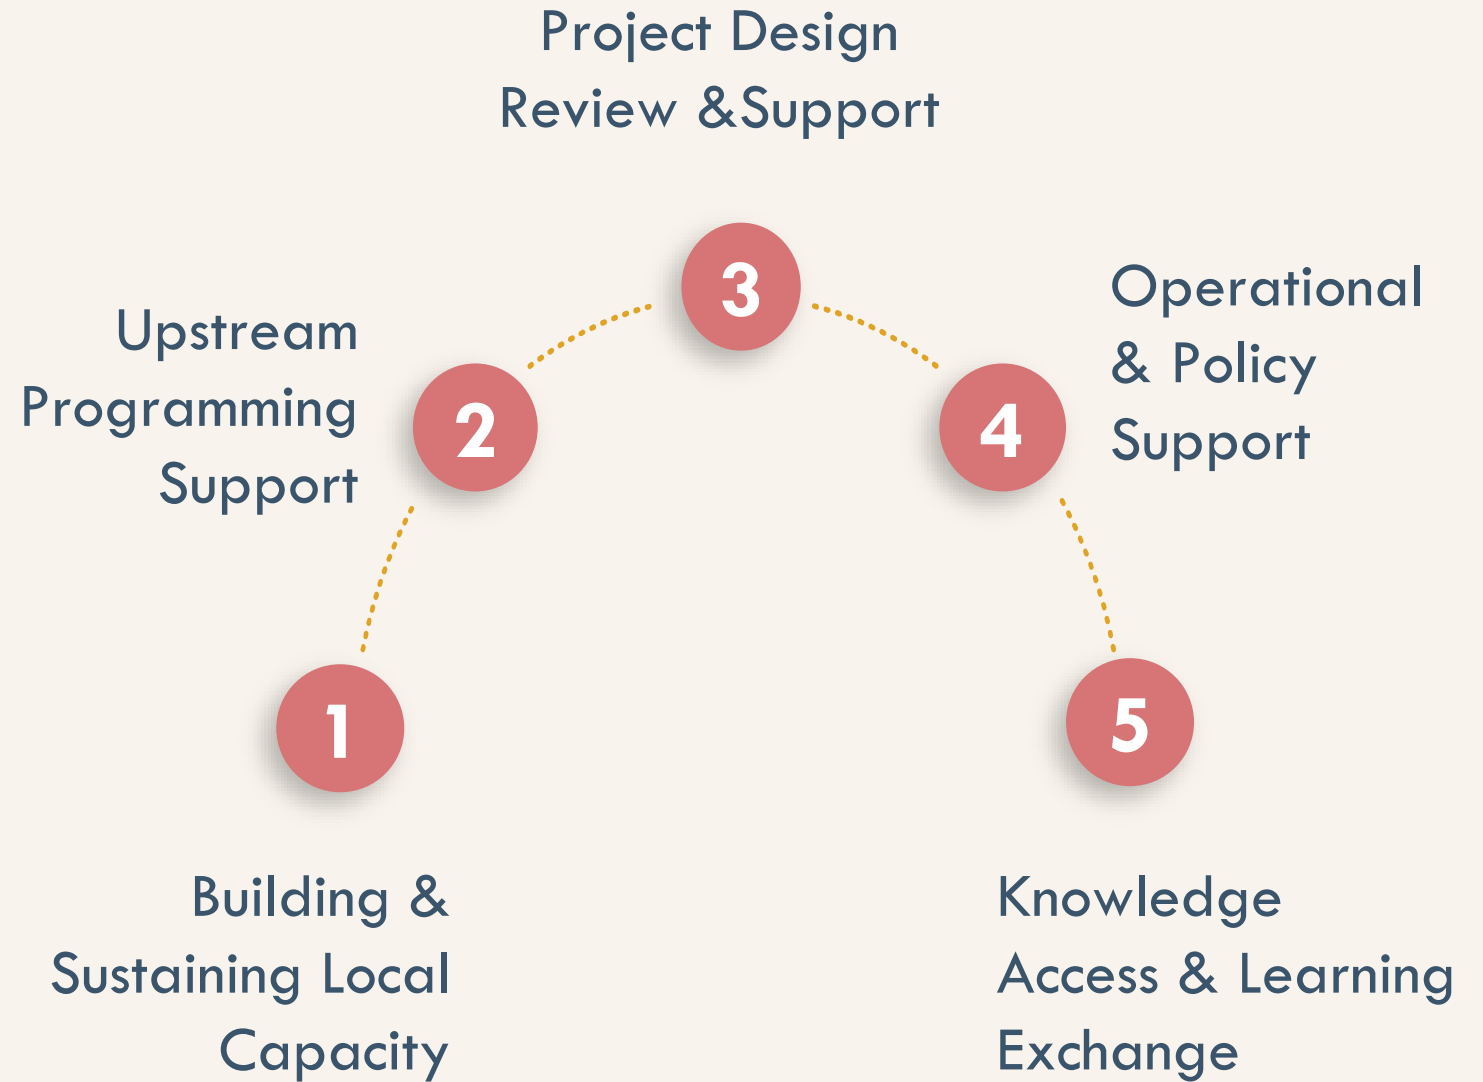 Project Design
Review &Support
3
Upstream
Programming
Support
2
Operational
& Policy
Support
4
1
Building &
Sustaining Local
Capacity
5
Knowledge
Access & Learning
Exchange